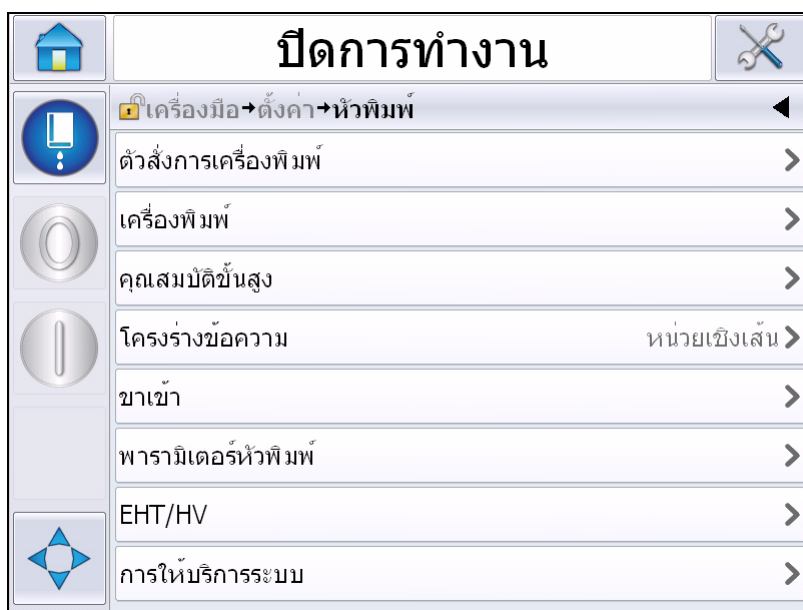 ปิดการทำงาน
เครื่องมือ→ตั้งค่า→หัวพิมพ์
ตัวสั่งการเครื่องพิมพ์
เครื่องพิมพ์
คุณสมบัติขั้นสูง
โครงร่างข้อความ หน่วยเชิงเส้น
ขาเข้า
พารามิเตอร์หัวพิมพ์
EHT/HV
การให้บริการระบบ